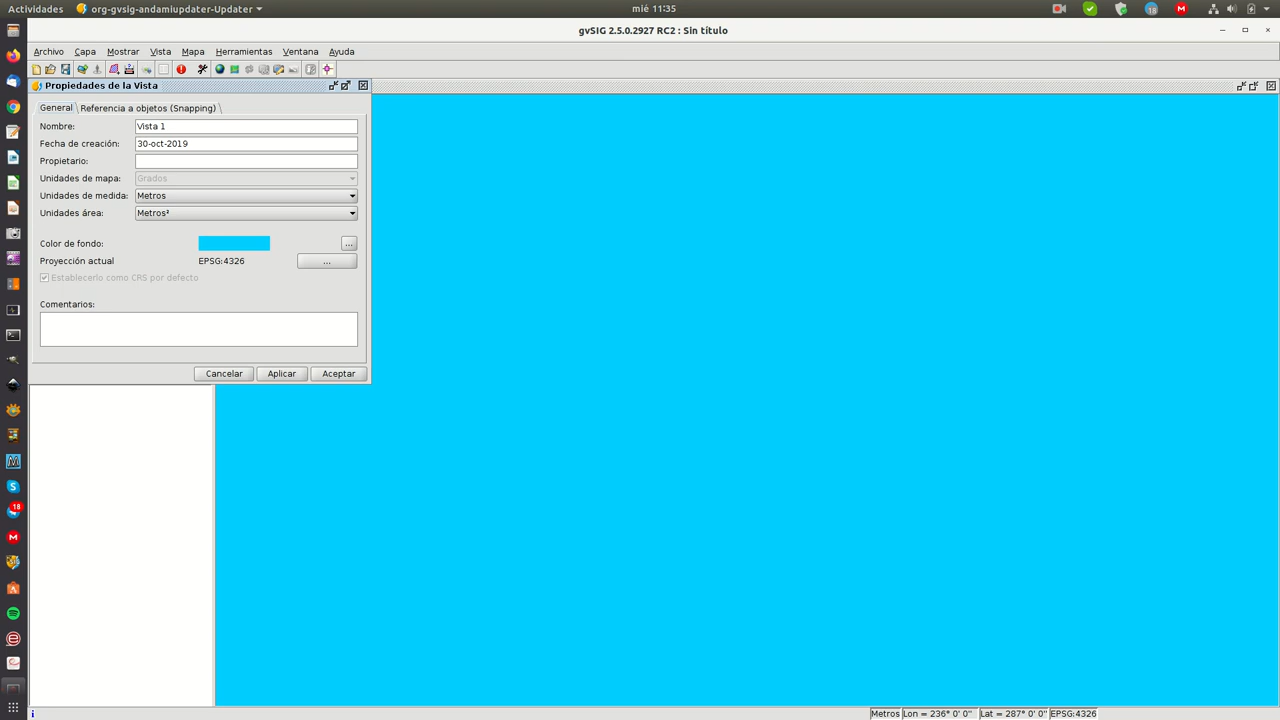 Actividades
org-gvsig-andamiupdater-Updater
mié 11:35
18
gvSIG 2.5.0.2927 RC2 : Sin titulo
Archivo Capa Mostrar Vista Mapa Herramientas Ventana Ayuda
Propiedades de la Vista
General Referencia a objetos (Snapping)
Nombre: Vista 1
Fecha de creación: 30-oct-2019
Propietario:
Unidades de mapa: Grados
Unidades de medida: Metros
Unidades área: Metros²
Color de fondo: ...
Proyección actual EPSG:4326 ...
Establecerlo como CRS por defecto
Comentarios:
Cancelar Aplicar Aceptar
18
Metros Lon = 236° 0' 0'' Lat = 287° 0' 0'' EPSG:4326